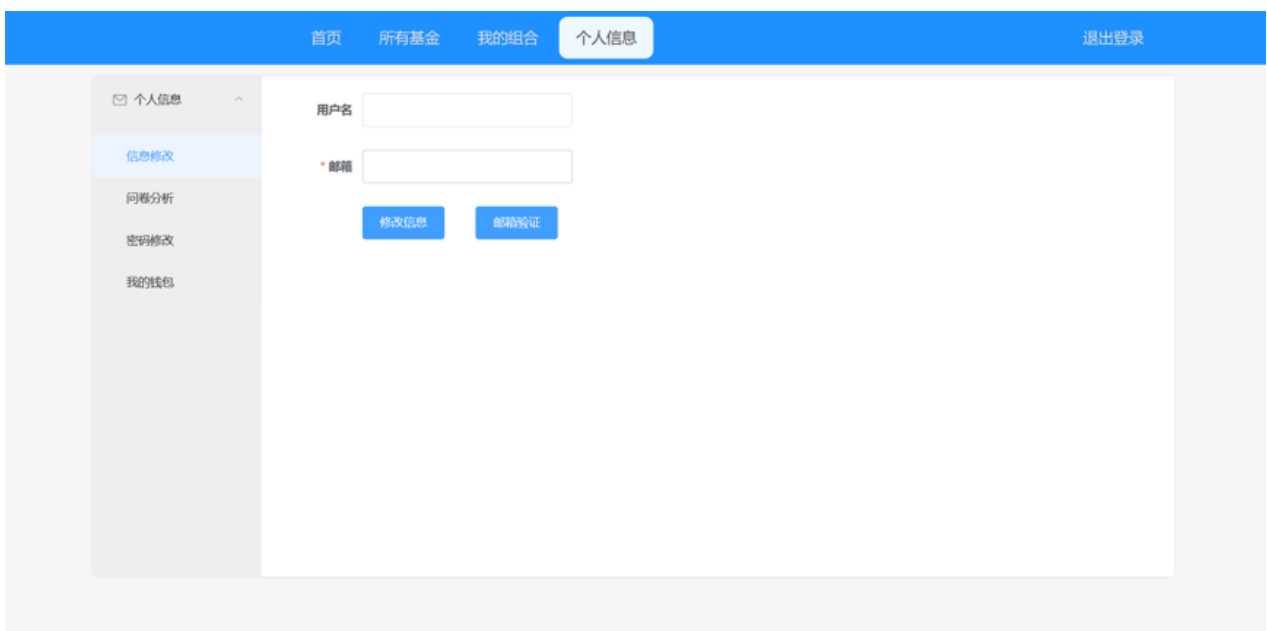 首页 所有基金 我的组合 个人信息 退出登录
个人信息
信息修改
问卷分析
密码修改
我的钱包
用户名
* 邮箱
修改信息 邮箱验证